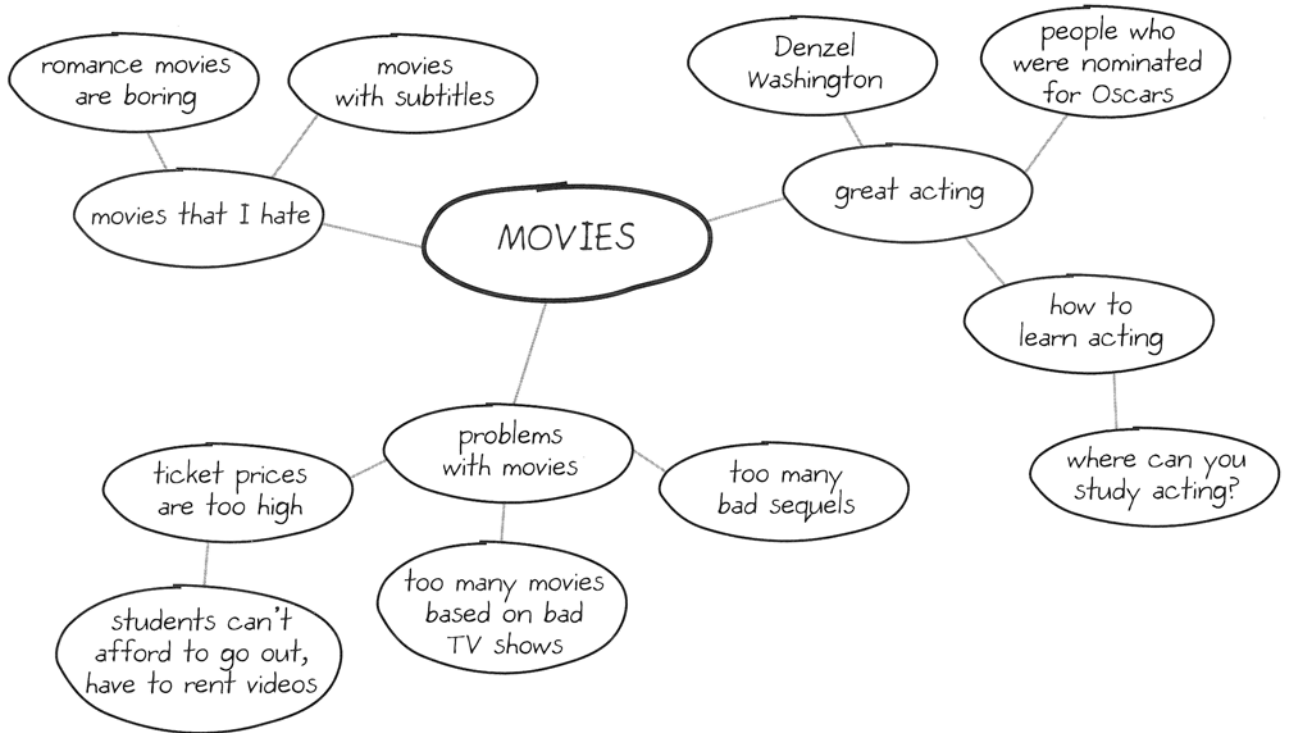 romance movies
are boring
movies
with subtitles
Denzel
Washington
people who
were nominated
for Oscars
movies that I hate
MOVIES
great acting
how to
learn acting
problems
with movies
ticket prices
are too high
too many
bad sequels
where can you
study acting?
students can't
afford to go out,
have to rent videos
too many movies
based on bad
TV shows